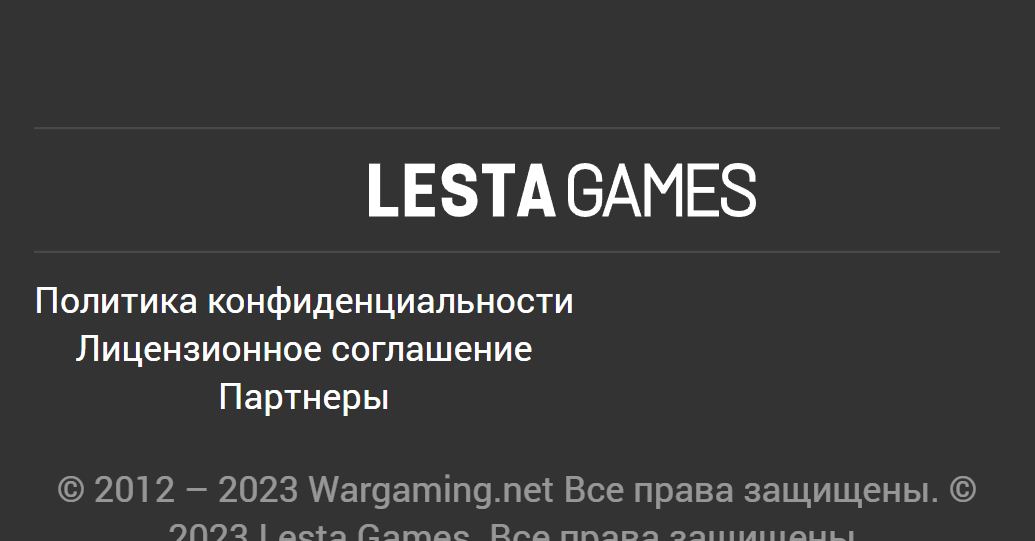 LESTA GAMES
Политика конфиденциальности
Лицензионное соглашение
Партнеры
© 2012 – 2023 Wargaming.net Все права защищены. ©
2023 Lesta Games. Все права защищены.